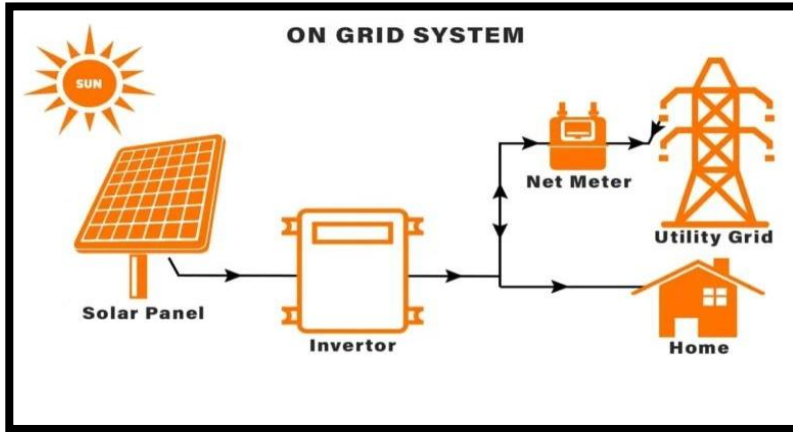 ON GRID SYSTEM
SUN
Net Meter
Utility Grid
Solar Panel
Invertor
Home